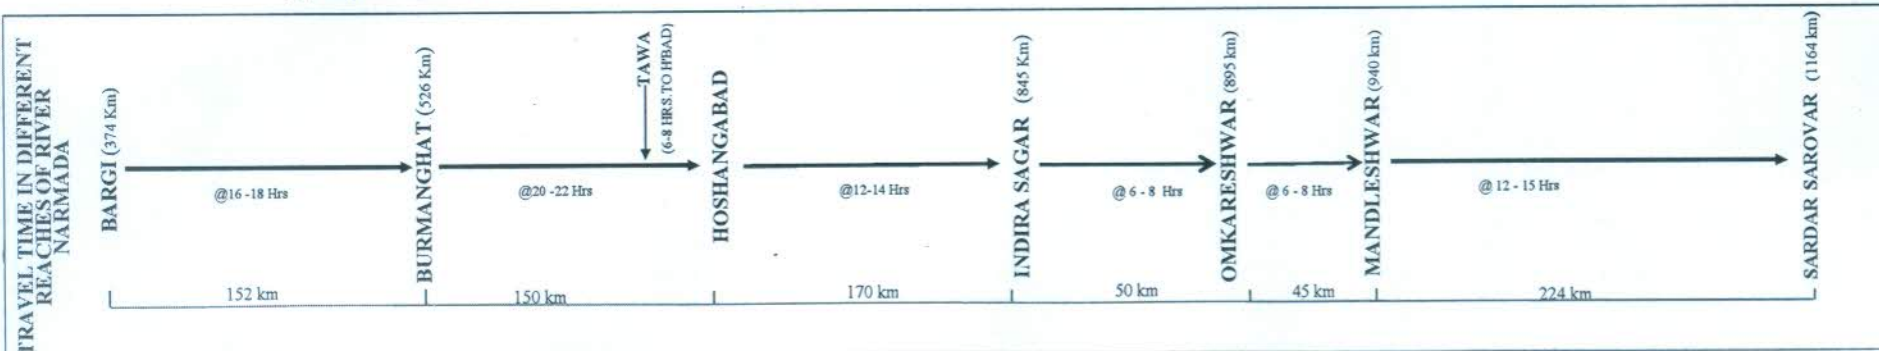 TRAVEL TIME IN DIFFERENT
REACHES OF RIVER
NARMADA
BARGI (374 Km)
@16 -18 Hrs
BURMANGHAT (526 Km)
@20 -22 Hrs
TAWA
(6-8 HRS.TO H'BAD)
HOSHANGABAD
@12-14 Hrs
INDIRA SAGAR (845 Km)
@ 6 - 8 Hrs
OMKARESHWAR (895 km)
@ 6 - 8 Hrs
MANDLESHWAR (940 km)
@ 12 - 15 Hrs
SARDAR SAROVAR (1164 km)
152 km
150 km
170 km
50 km
45 km
224 km